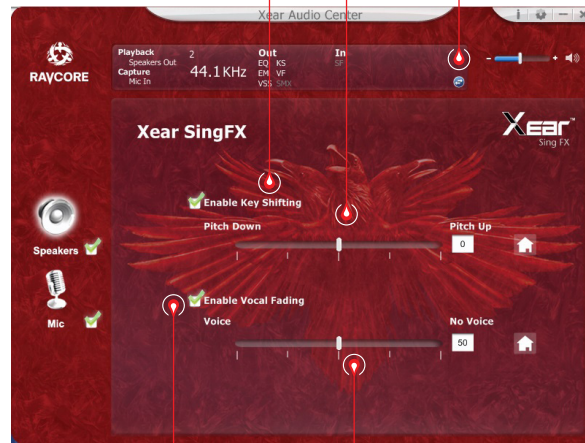 Xear Audio Center
RAVCORE
Playback 2 Out In
Speakers Out EQ KS SF
Capture 44.1KHz EM VF
Mic In VSS SMX
Xear SingFX
Xear™
Sing FX
Enable Key Shifting
Pitch Down Pitch Up
0
Speakers
Enable Vocal Fading
Mic
Voice No Voice
50